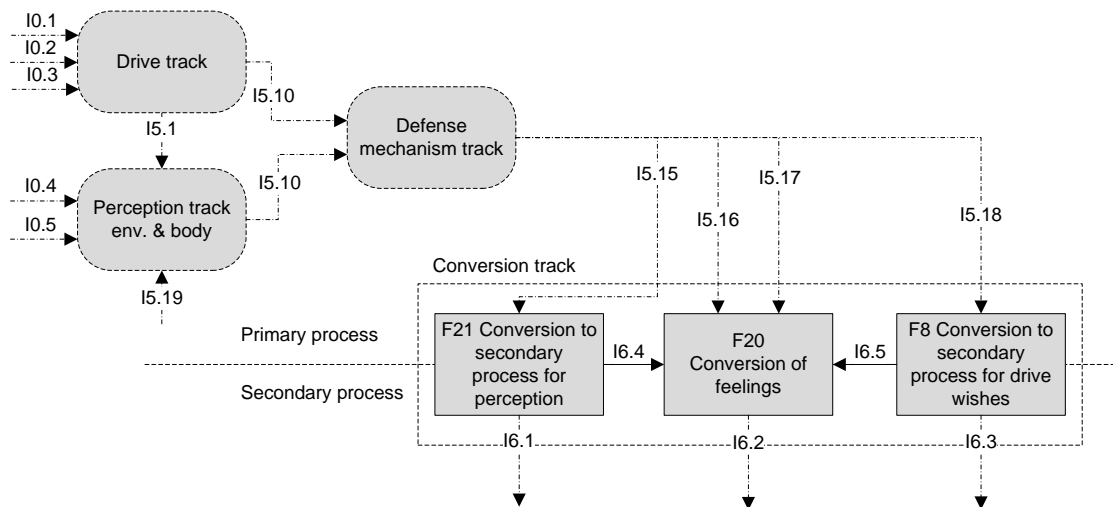 I0.1
I0.2
I0.3
Drive track
I5.10
I5.1
Defense
mechanism track
I0.4
I0.5
Perception track
env. & body
I5.10
I5.15
I5.16
I5.17
I5.18
I5.19
Conversion track
Primary process
Secondary process
F21 Conversion to
secondary
process for
perception
I6.4
F20
Conversion of
feelings
I6.5
F8 Conversion to
secondary
process for drive
wishes
I6.1
I6.2
I6.3